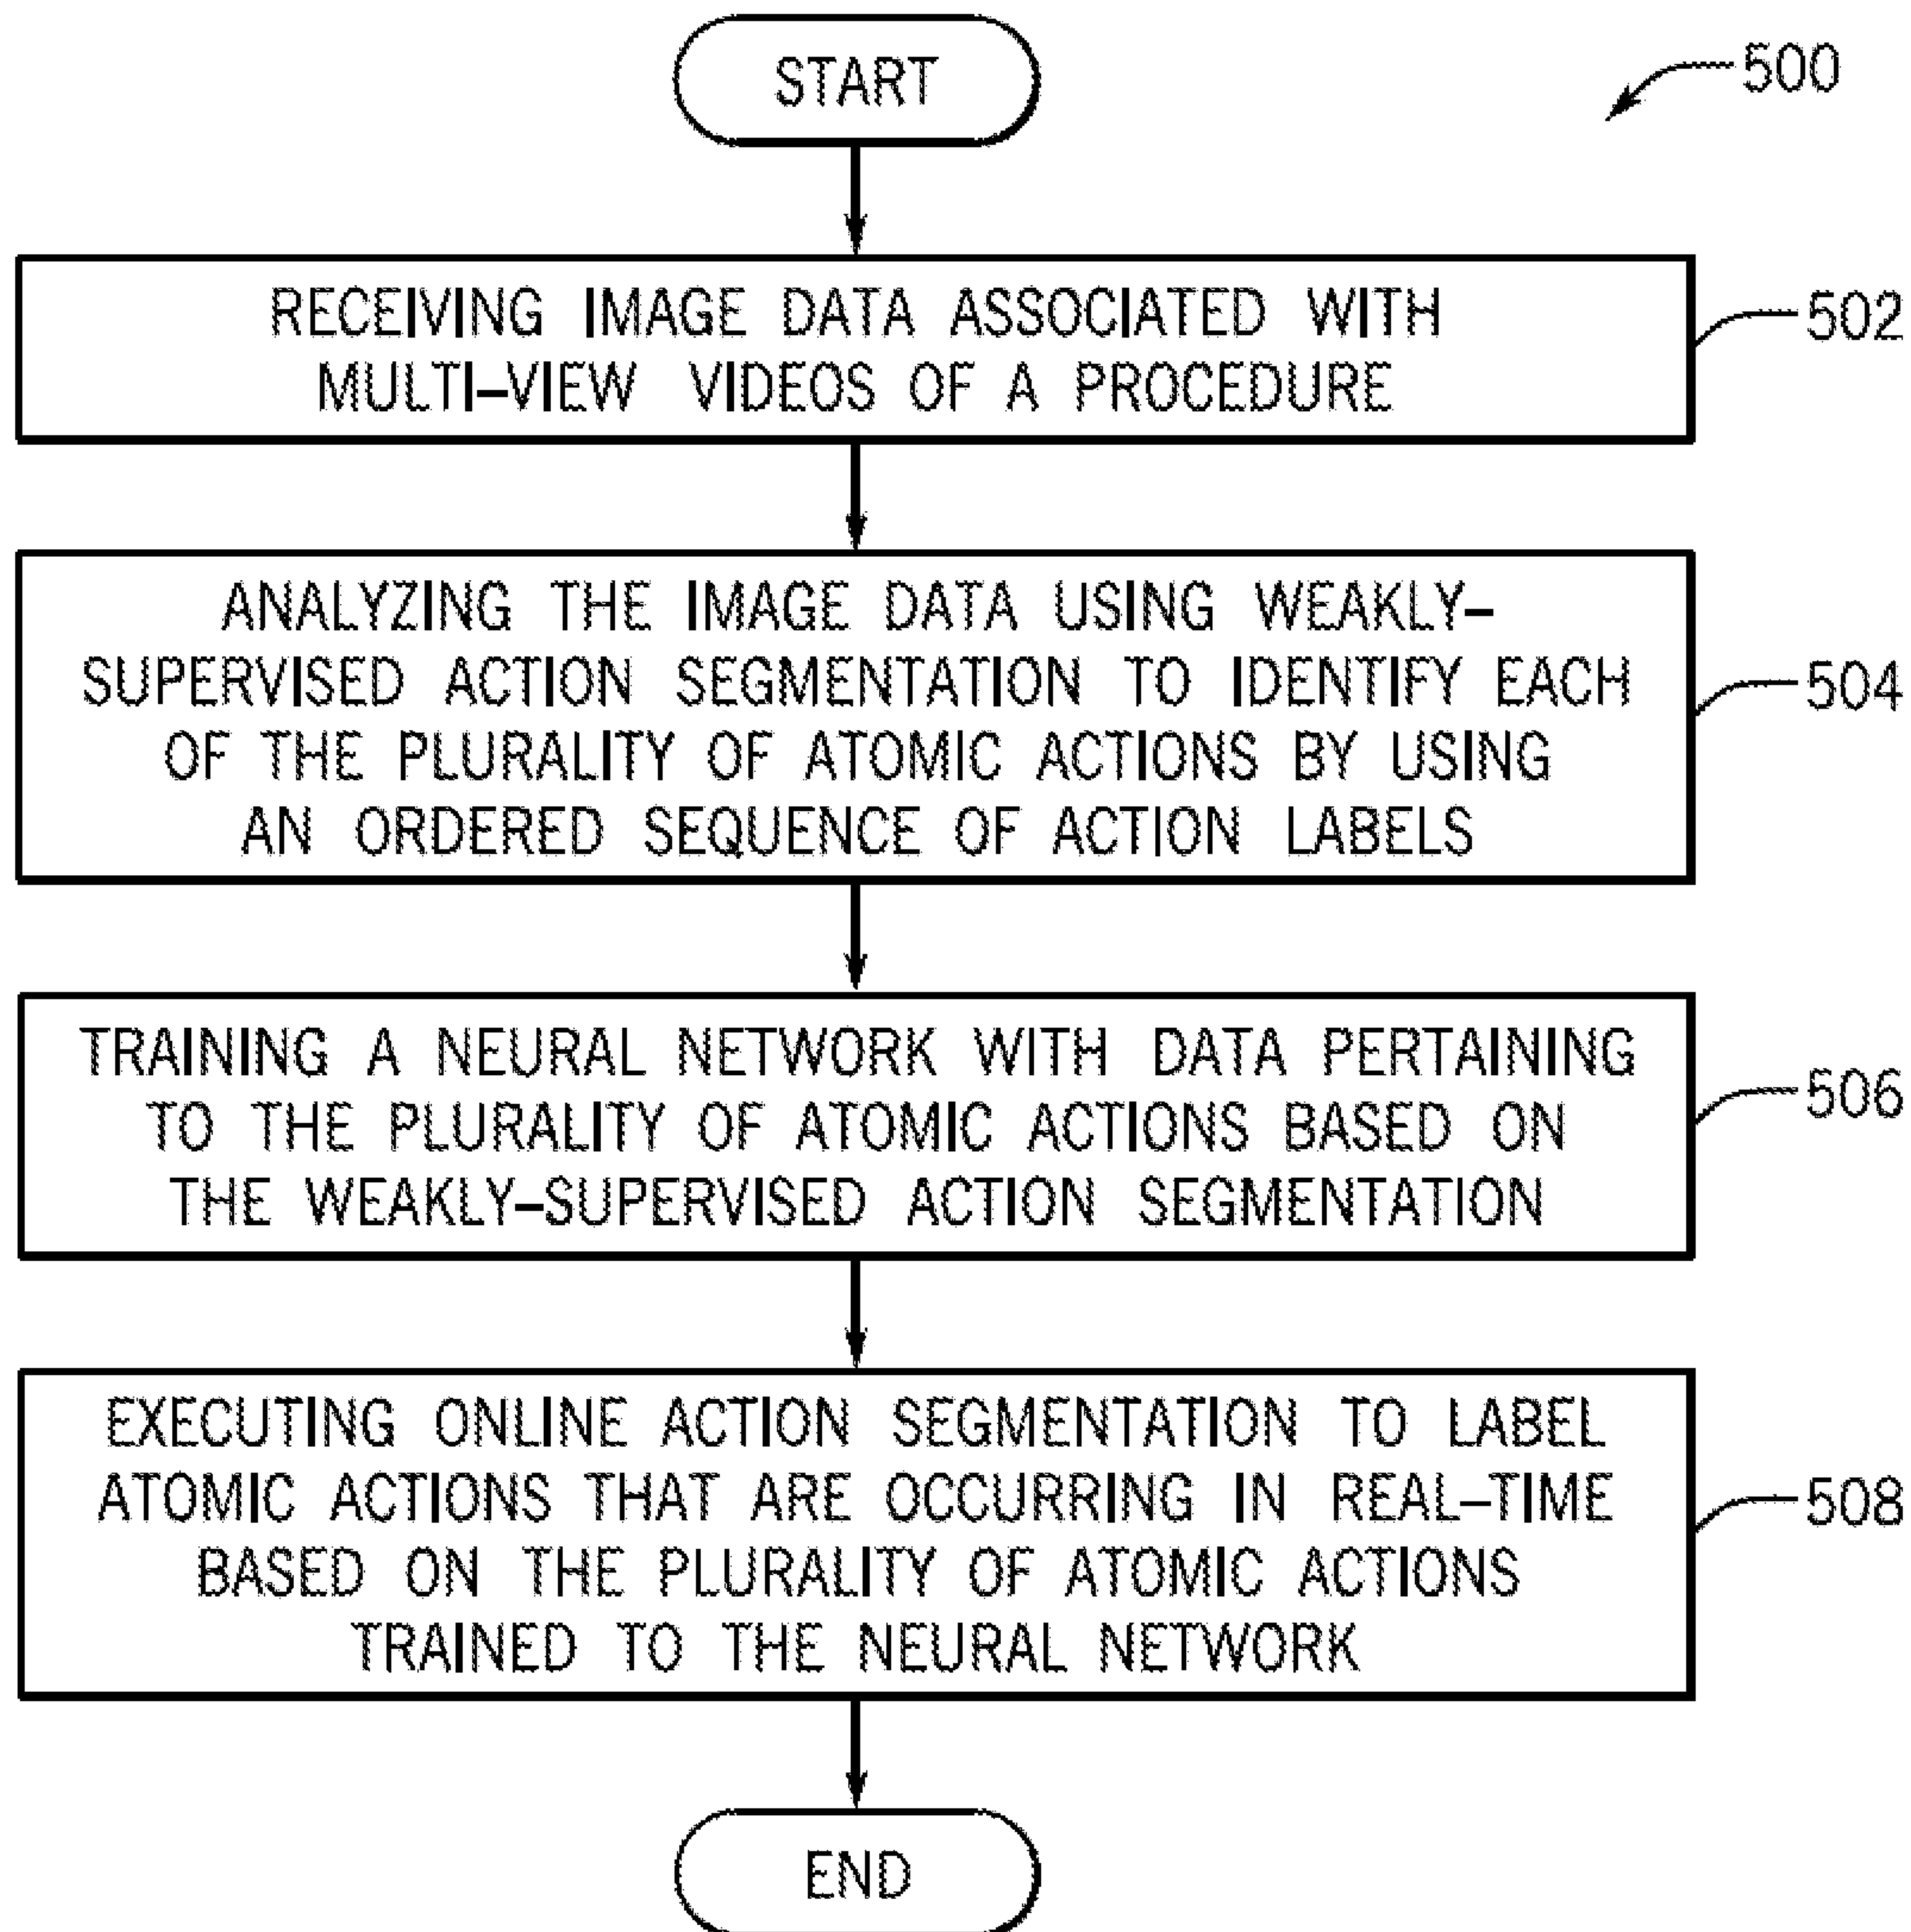 START
500
RECEIVING IMAGE DATA ASSOCIATED WITH
MULTI-VIEW VIDEOS OF A PROCEDURE
502
ANALYZING THE IMAGE DATA USING WEAKLY-
SUPERVISED ACTION SEGMENTATION TO IDENTIFY EACH
OF THE PLURALITY OF ATOMIC ACTIONS BY USING
AN ORDERED SEQUENCE OF ACTION LABELS
504
TRAINING A NEURAL NETWORK WITH DATA PERTAINING
TO THE PLURALITY OF ATOMIC ACTIONS BASED ON
THE WEAKLY-SUPERVISED ACTION SEGMENTATION
506
EXECUTING ONLINE ACTION SEGMENTATION TO LABEL
ATOMIC ACTIONS THAT ARE OCCURRING IN REAL-TIME
BASED ON THE PLURALITY OF ATOMIC ACTIONS
TRAINED TO THE NEURAL NETWORK
508
END